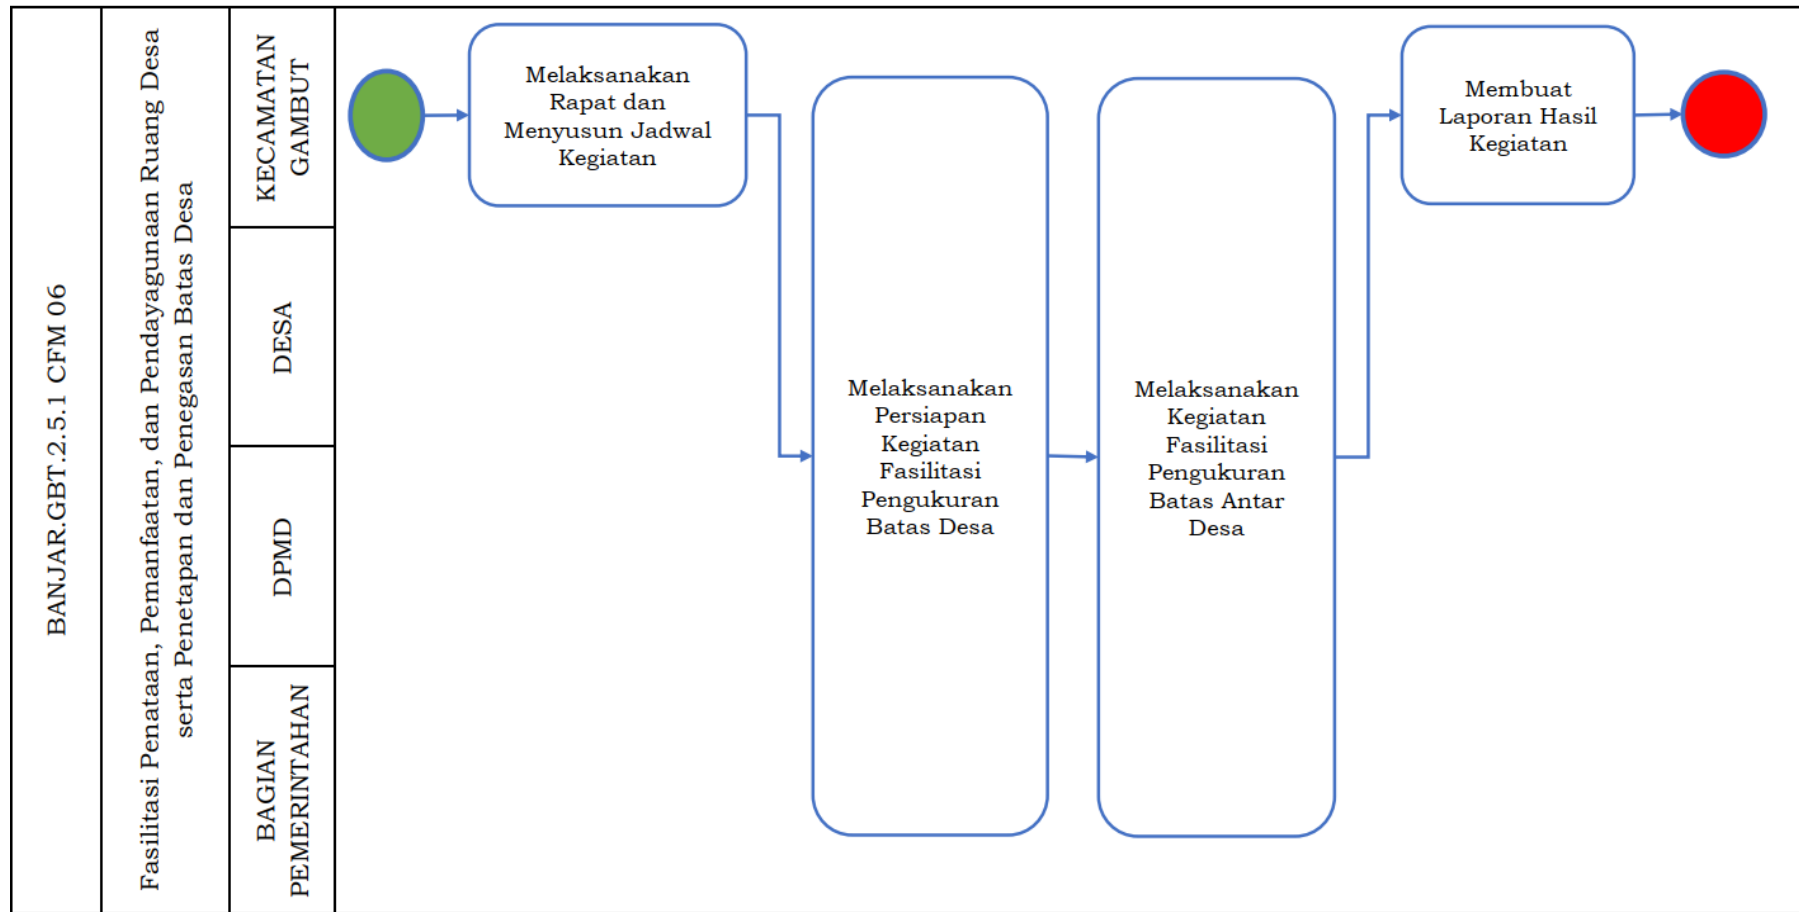 BANJAR.GBT.2.5.1 CFM 06
Fasilitasi Penataan, Pemanfaatan, dan Pendayagunaan Ruang Desa
serta Penetapan dan Penegasan Batas Desa
KECAMATAN
GAMBUT
DESA
DPMD
BAGIAN
PEMERINTAHAN
Melaksanakan
Rapat dan
Menyusun Jadwal
Kegiatan
Melaksanakan
Persiapan
Kegiatan
Fasilitasi
Pengukuran
Batas Desa
Melaksanakan
Kegiatan
Fasilitasi
Pengukuran
Batas Antar
Desa
Membuat
Laporan Hasil
Kegiatan